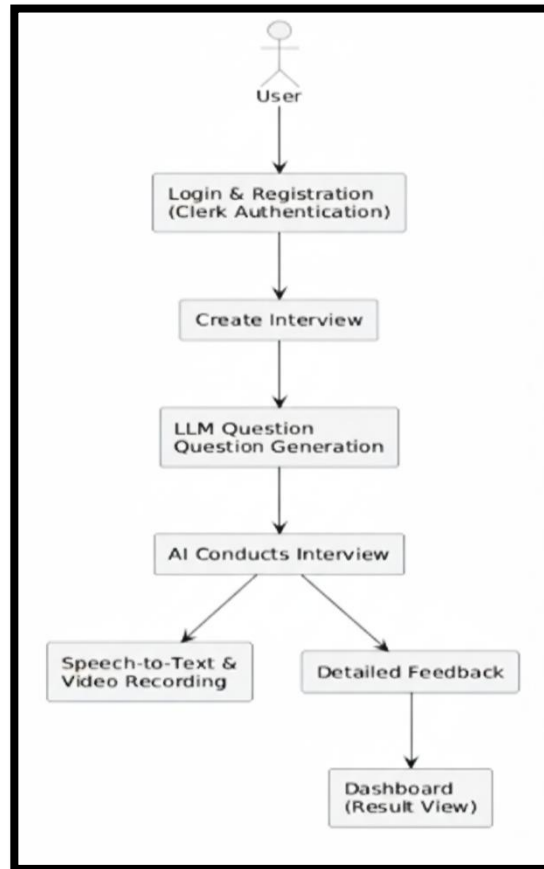 User
Login & Registration
(Clerk Authentication)
Create Interview
LLM Question
Question Generation
AI Conducts Interview
Speech-to-Text &
Video Recording
Detailed Feedback
Dashboard
(Result View)